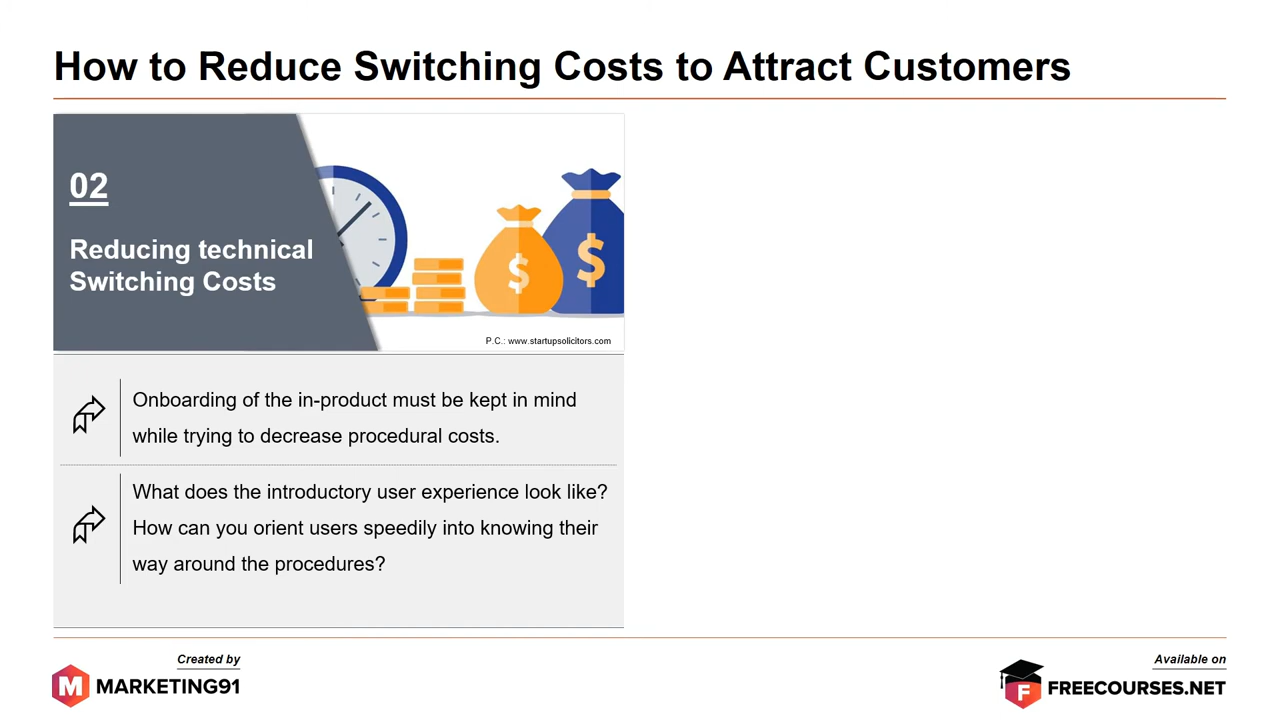 How to Reduce Switching Costs to Attract Customers
02
Reducing technical
Switching Costs
$
$
P.C.: www.startupsolicitors.com
Onboarding of the in-product must be kept in mind
while trying to decrease procedural costs.
What does the introductory user experience look like?
How can you orient users speedily into knowing their
way around the procedures?
Created by
M MARKETING91
Available on
F FREECOURSES.NET